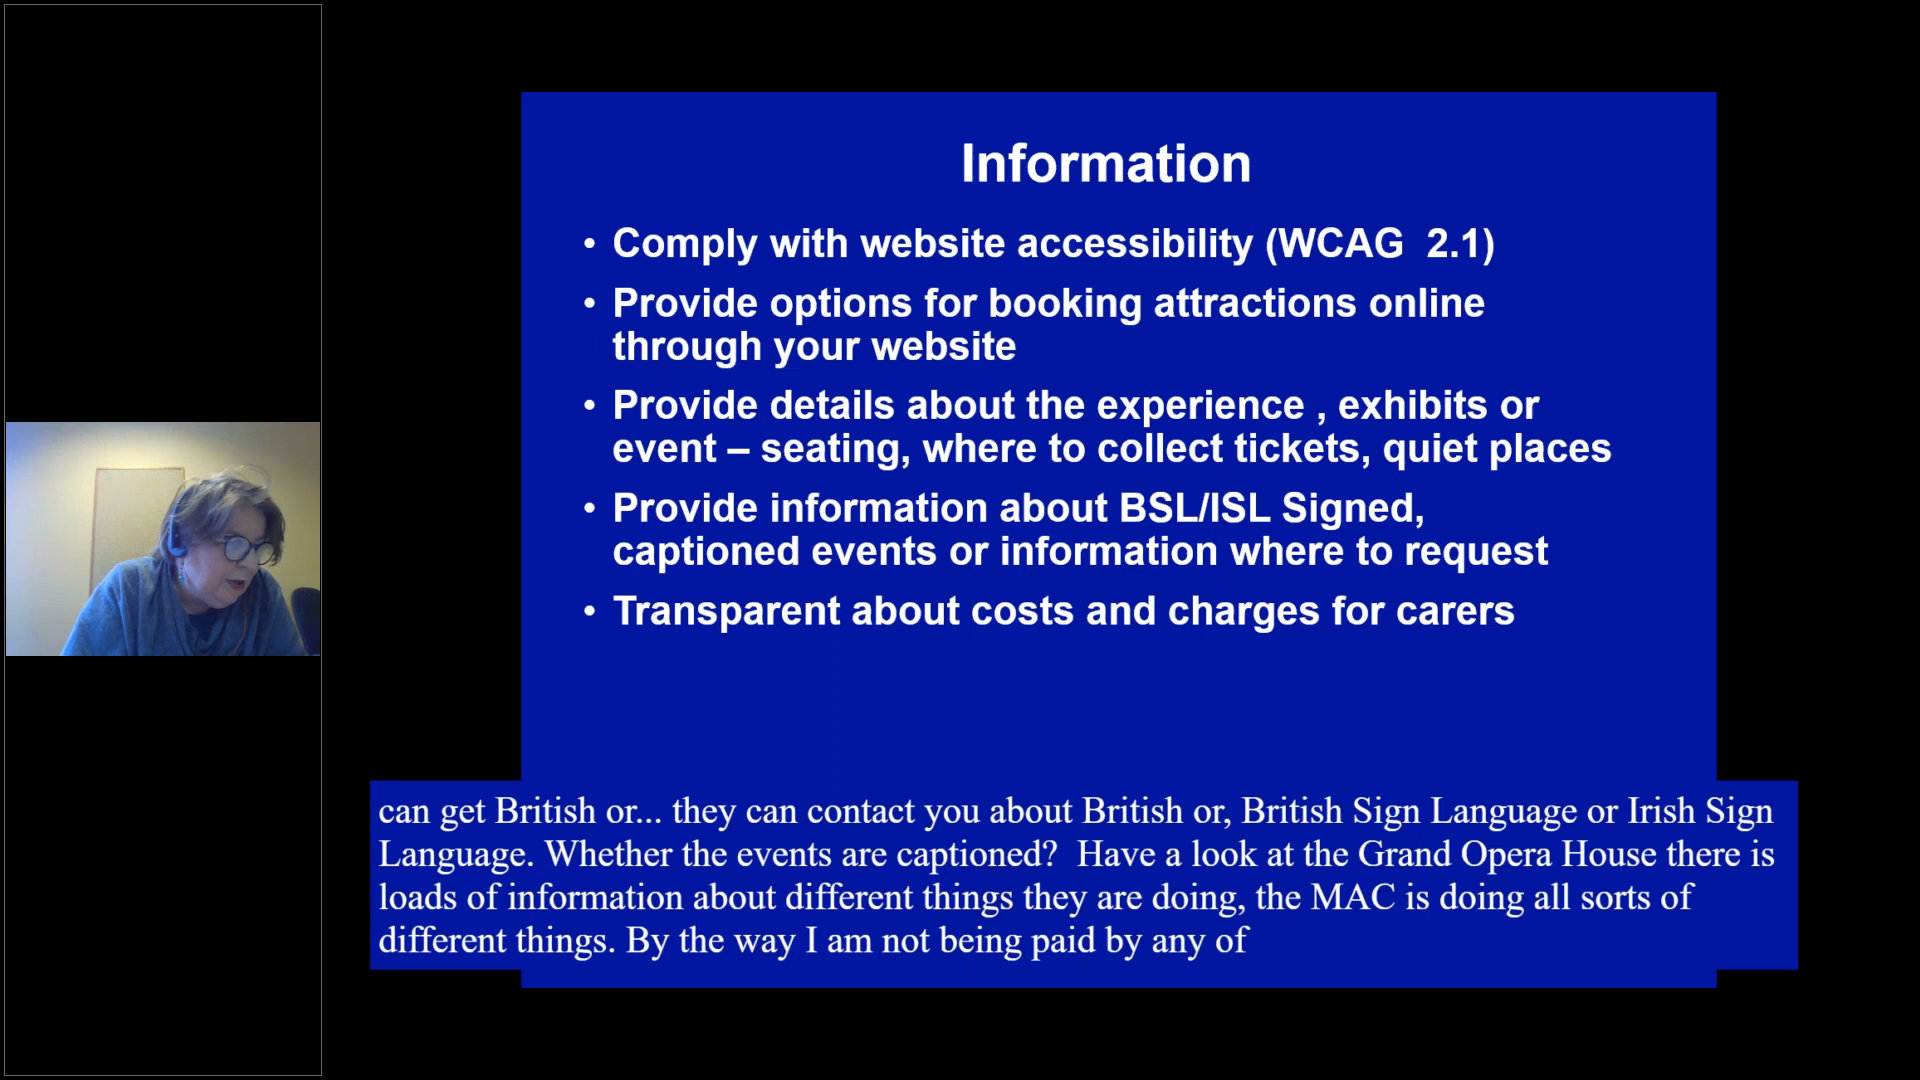 Information
• Comply with website accessibility (WCAG  2.1)
• Provide options for booking attractions online
through your website
• Provide details about the experience , exhibits or
event – seating, where to collect tickets, quiet places
• Provide information about BSL/ISL Signed,
captioned events or information where to request
• Transparent about costs and charges for carers
can get British or... they can contact you about British or, British Sign Language or Irish Sign
Language. Whether the events are captioned?  Have a look at the Grand Opera House there is
loads of information about different things they are doing, the MAC is doing all sorts of
different things. By the way I am not being paid by any of